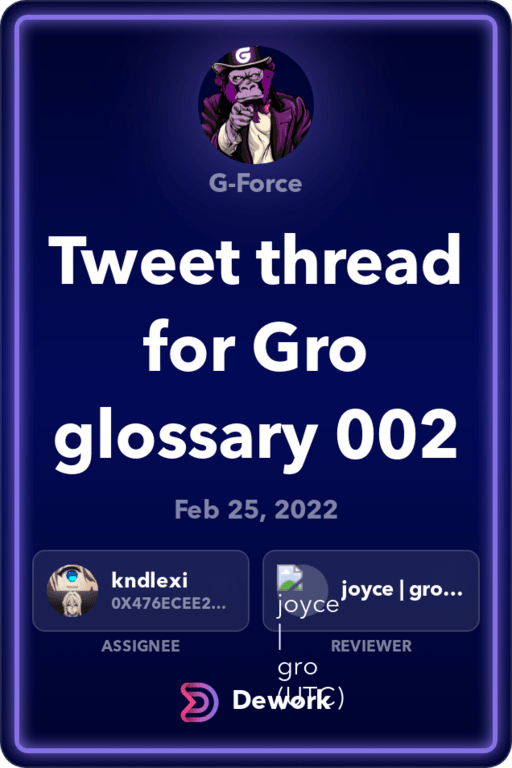 G
G-Force
Tweet thread
for Gro
glossary 002
Feb 25, 2022
kndlexi
0X476ECEE2...
joyce | gro...
joyce
|
gro
(UTC)
ASSIGNEE
REVIEWER
Dework